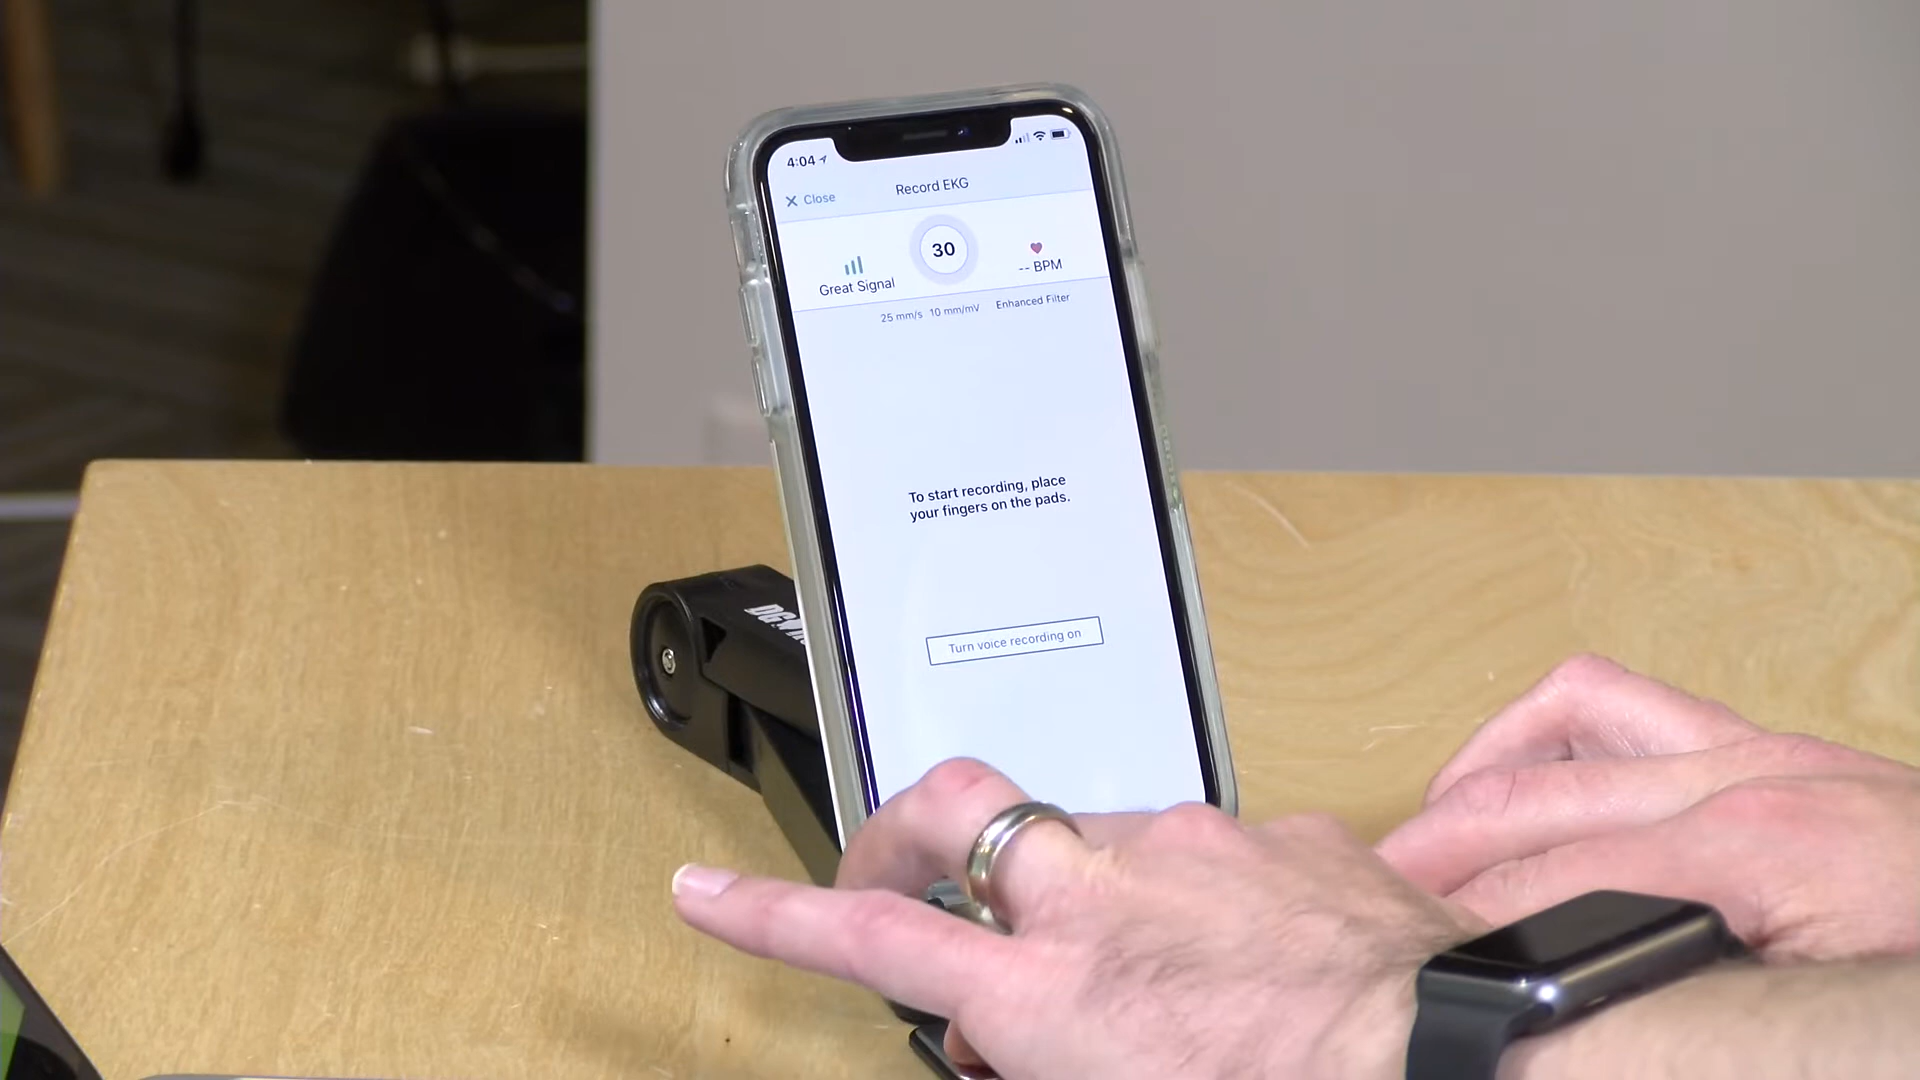 4:04
Close
Record EKG
30
Great Signal
-- BPM
25 mm/s 10 mm/mV Enhanced Filter
To start recording, place
your fingers on the pads.
Turn voice recording on